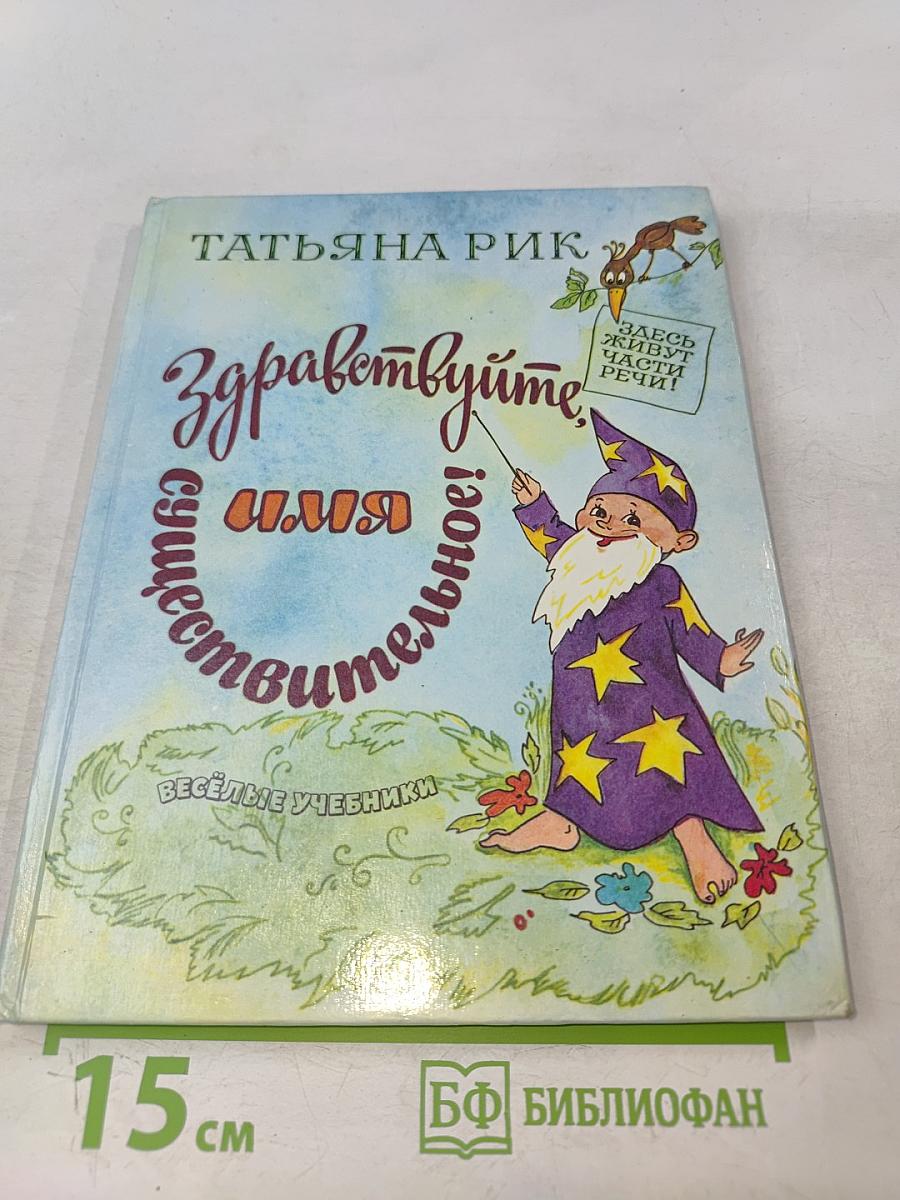 ТАТЬЯНА РИК
ЗДЕСЬ
ЖИВУТ
ЧАСТИ
РЕЧИ!
Здравствуйте,
имя
существительное!
ВЕСЁЛЫЕ УЧЕБНИКИ
15 см
БФ БИБЛИОФАН